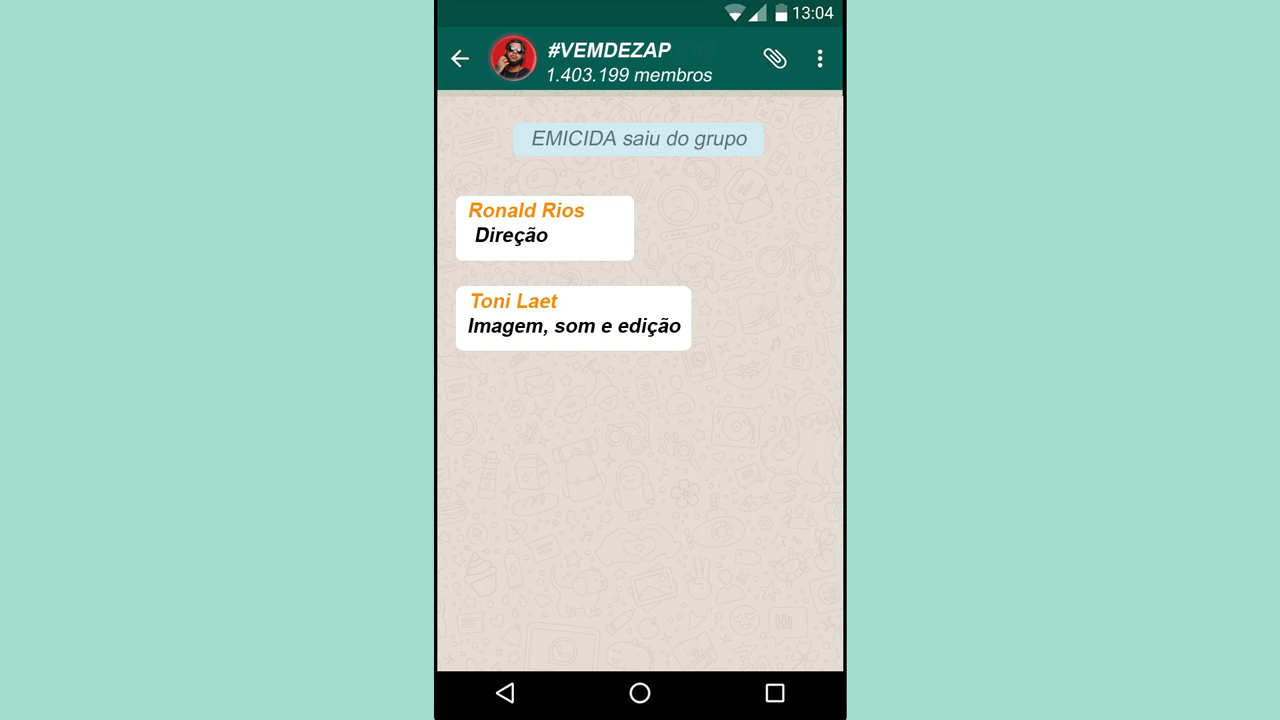 13:04
#VEMDEZAP
1.403.199 membros
EMICIDA saiu do grupo
Ronald Rios
Direção
Toni Laet
Imagem, som e edição
Hi